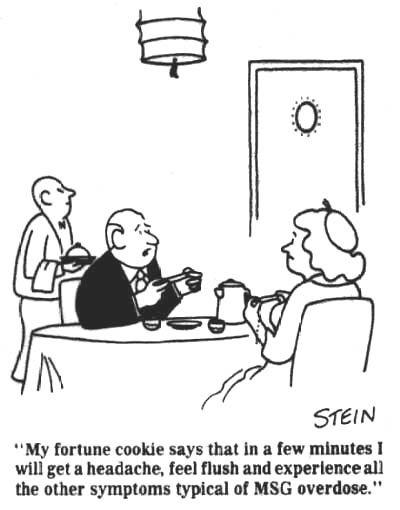 STEIN
"My fortune cookie says that in a few minutes I
will get a headache, feel flush and experience all
the other symptoms typical of MSG overdose."